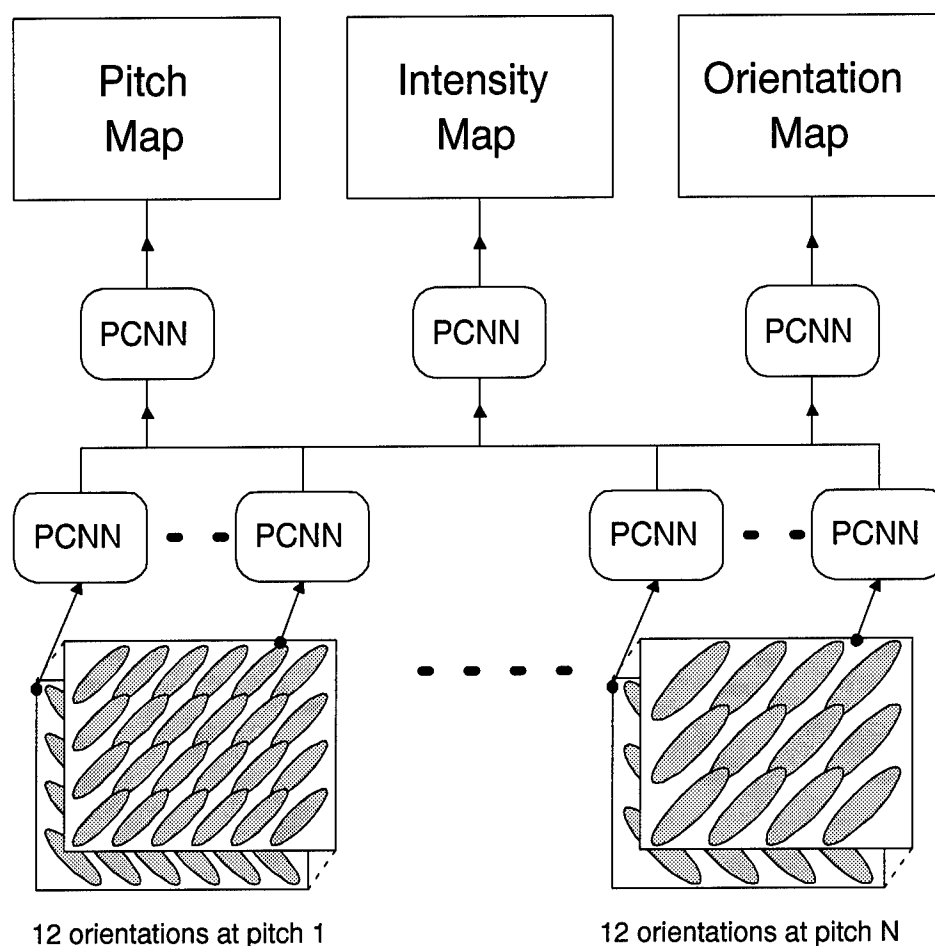 Pitch
Map
Intensity
Map
Orientation
Map
PCNN
PCNN
PCNN
PCNN
PCNN
PCNN
PCNN
12 orientations at pitch 1
12 orientations at pitch N